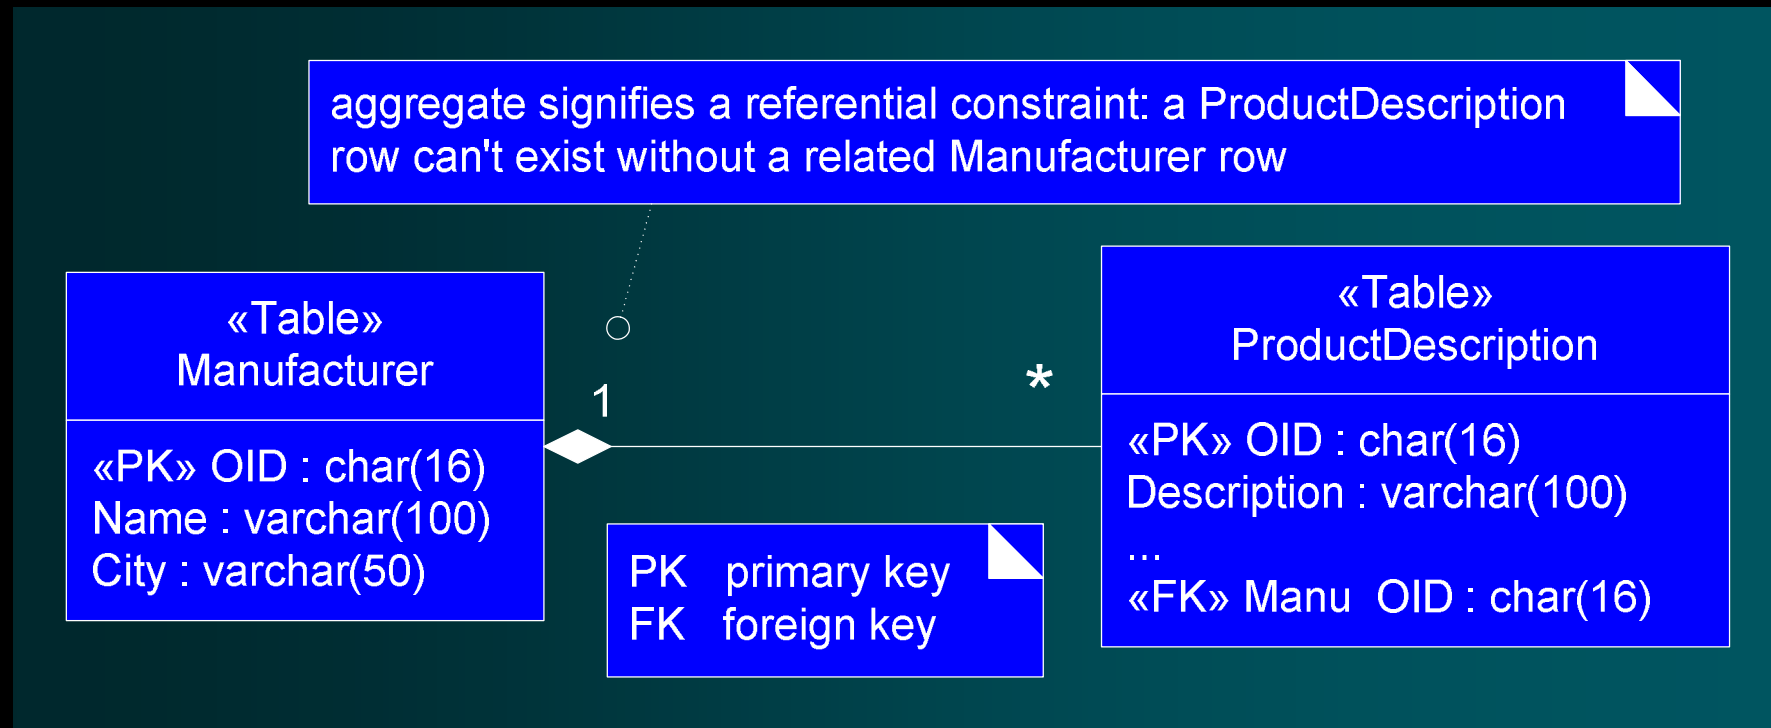 aggregate signifies a referential constraint: a ProductDescription
row can't exist without a related Manufacturer row
«Table»
Manufacturer
«PK» OID : char(16)
Name : varchar(100)
City : varchar(50)
1
*
«Table»
ProductDescription
«PK» OID : char(16)
Description : varchar(100)
...
«FK» Manu OID : char(16)
PK primary key
FK foreign key